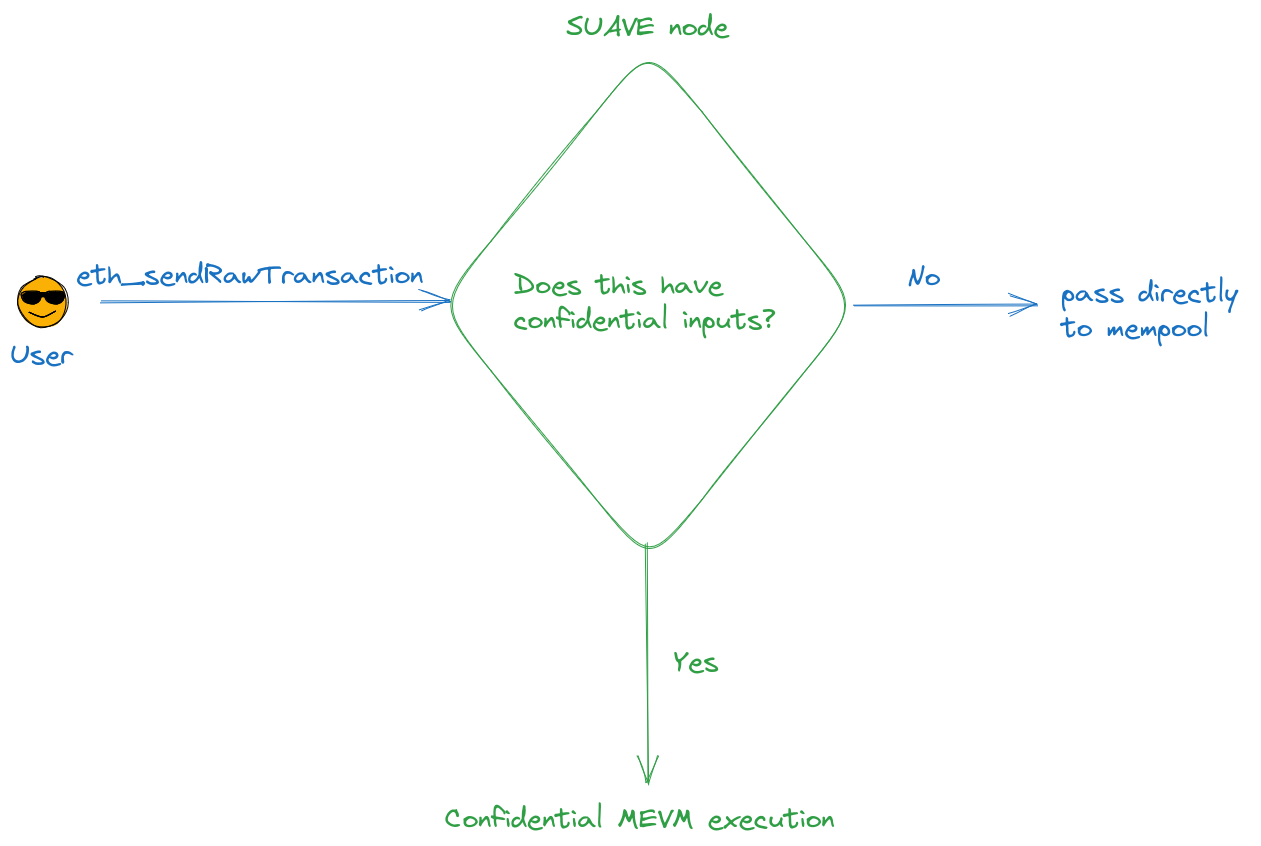 SUAVE node
eth_sendRawTransaction
User
Does this have
confidential inputs?
No
pass directly
to mempool
Yes
Confidential MEVM execution